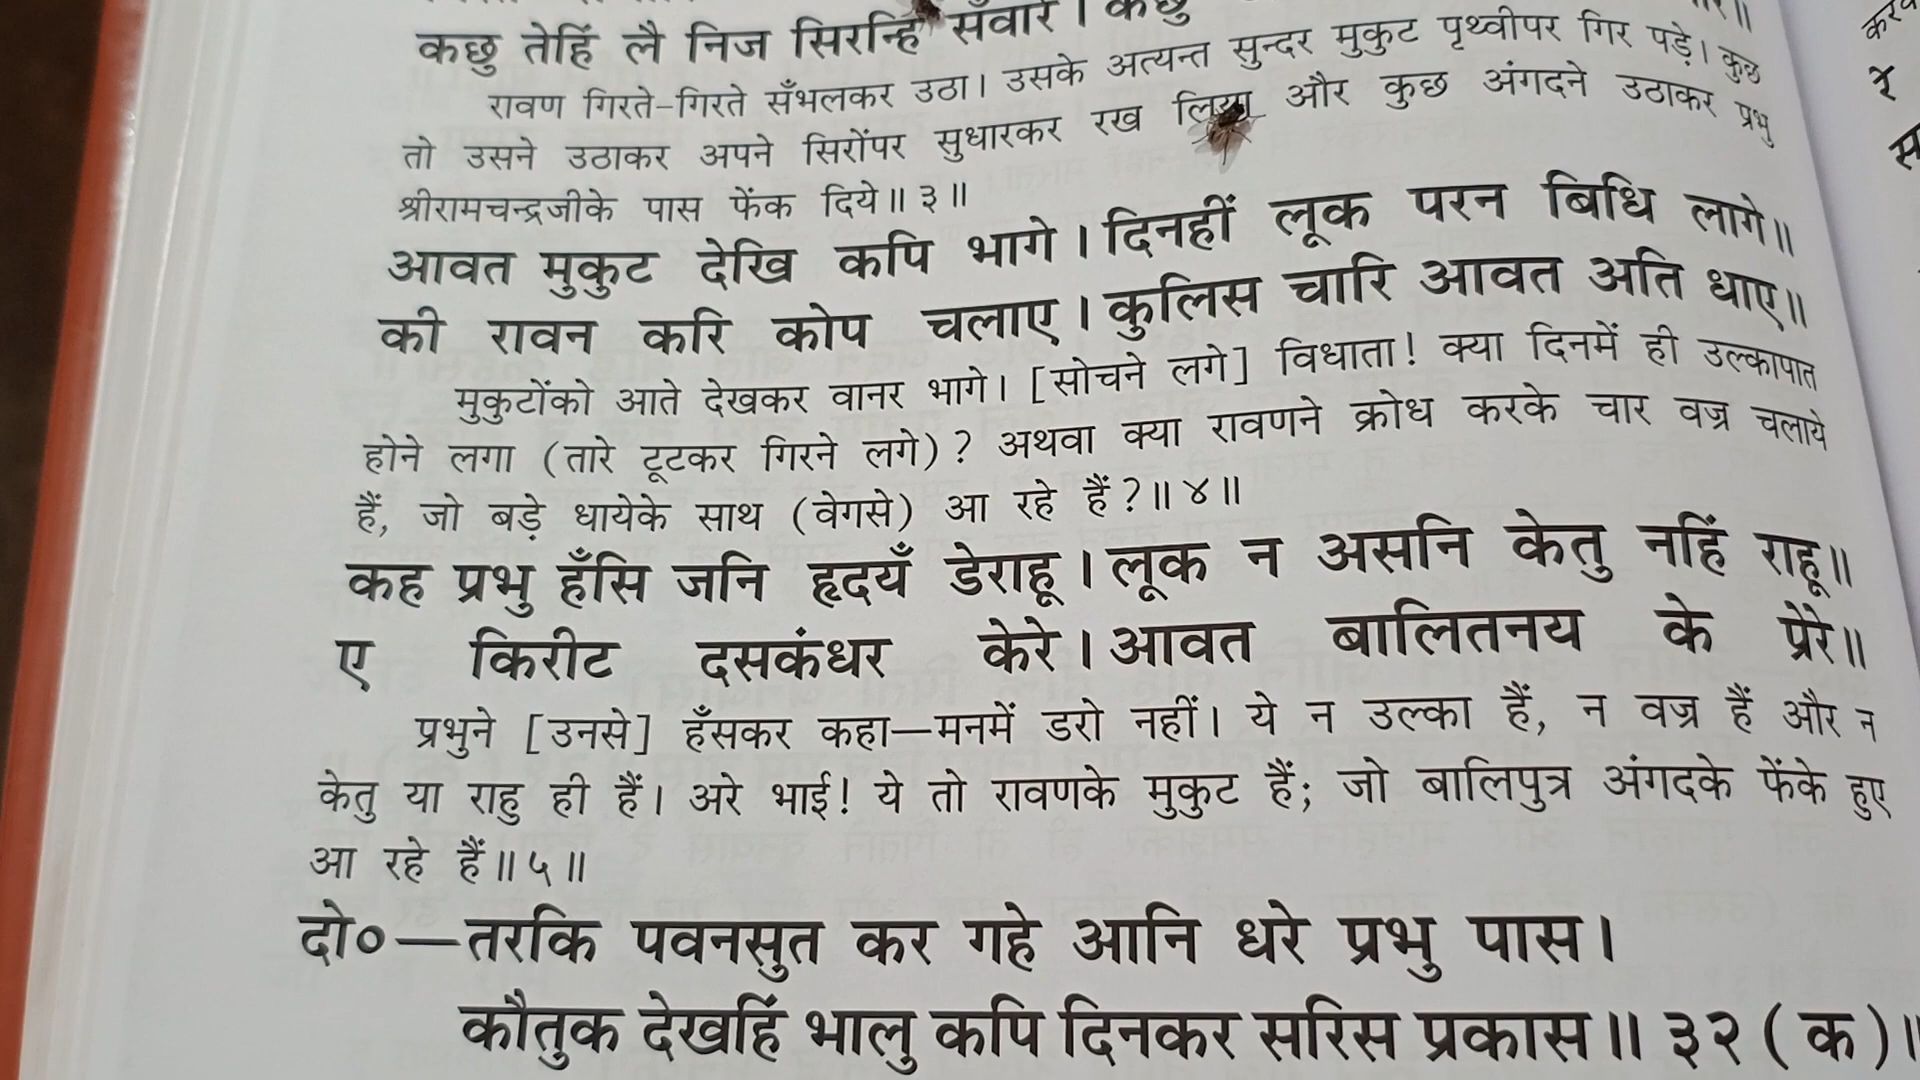 कछु तेहिं लै निज सिरन्हि सँवारे । कछु
रावण गिरते-गिरते सँभलकर उठा। उसके अत्यन्त सुन्दर मुकुट पृथ्वीपर गिर पड़े। कुछ
तो उसने उठाकर अपने सिरोंपर सुधारकर रख लिया और कुछ अंगदने उठाकर प्रभु
श्रीरामचन्द्रजीके पास फेंक दिये॥ ३॥
आवत मुकुट देखि कपि भागे । दिनहीं लूक परन बिधि लागे॥
की रावन करि कोप चलाए । कुलिस चारि आवत अति धाए॥
मुकुटोंको आते देखकर वानर भागे। [सोचने लगे] विधाता! क्या दिनमें ही उल्कापात
होने लगा (तारे टूटकर गिरने लगे)? अथवा क्या रावणने क्रोध करके चार वज्र चलाये
हैं, जो बड़े धायेके साथ (वेगसे) आ रहे हैं?॥ ४॥
कह प्रभु हँसि जनि हृदयँ डेराहू । लूक न असनि केतु नहिं राहू॥
ए किरीट दसकंधर केरे । आवत बालितनय के प्रेरे॥
प्रभुने [उनसे] हँसकर कहा—मनमें डरो नहीं। ये न उल्का हैं, न वज्र हैं और न
केतु या राहु ही हैं। अरे भाई! ये तो रावणके मुकुट हैं; जो बालिपुत्र अंगदके फेंके हुए
आ रहे हैं॥ ५॥
दो०—तरकि पवनसुत कर गहे आनि धरे प्रभु पास।
कौतुक देखहिं भालु कपि दिनकर सरिस प्रकास॥ ३२ (क)॥